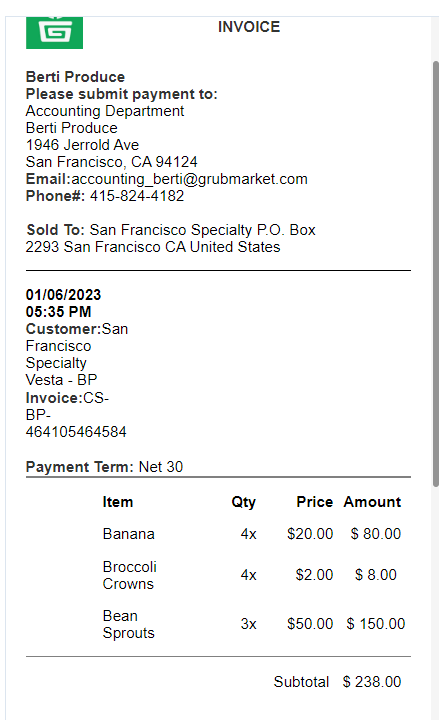 INVOICE
Berti Produce
Please submit payment to:
Accounting Department
Berti Produce
1946 Jerrold Ave
San Francisco, CA 94124
Email:accounting_berti@grubmarket.com
Phone#: 415-824-4182
Sold To: San Francisco Specialty P.O. Box
2293 San Francisco CA United States
01/06/2023
05:35 PM
Customer:San
Francisco
Specialty
Vesta - BP
Invoice:CS-
BP-
464105464584
Payment Term: Net 30
Item Qty Price Amount
Banana 4x $20.00 $ 80.00
Broccoli
Crowns 4x $2.00 $ 8.00
Bean
Sprouts 3x $50.00 $ 150.00
Subtotal $ 238.00